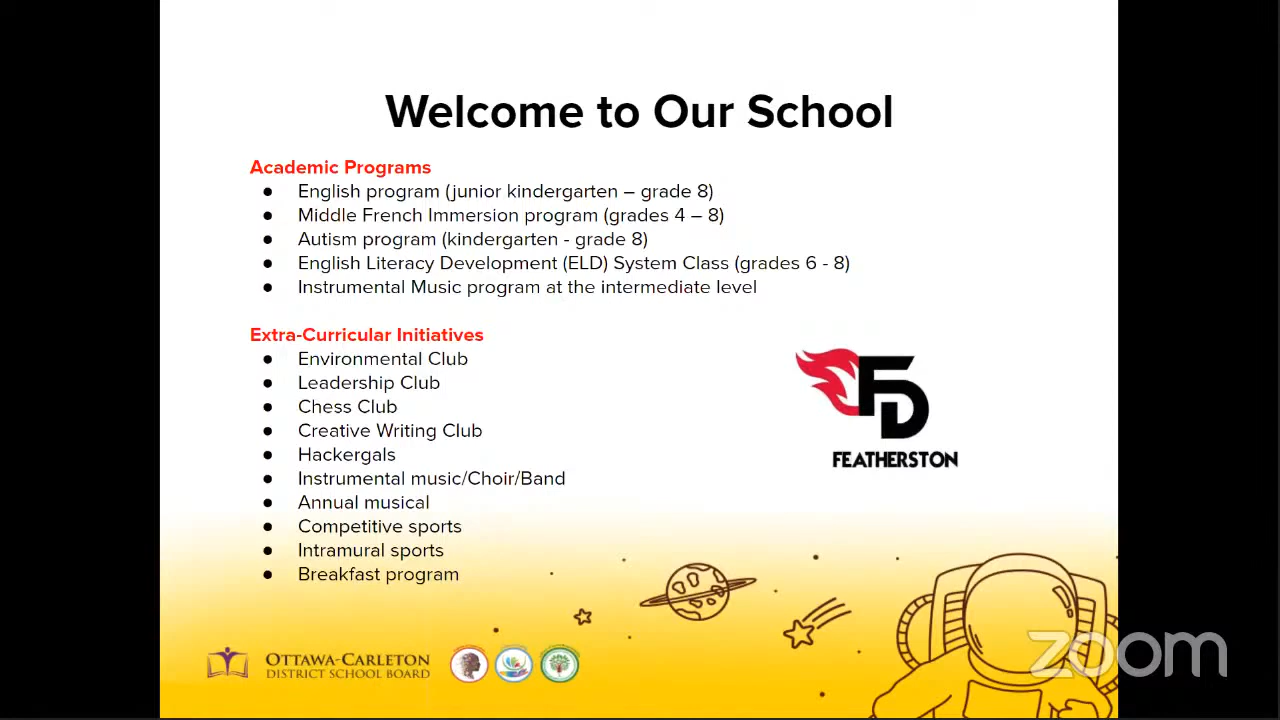 Welcome to Our School
Academic Programs
● English program (junior kindergarten – grade 8)
● Middle French Immersion program (grades 4 – 8)
● Autism program (kindergarten - grade 8)
● English Literacy Development (ELD) System Class (grades 6 - 8)
● Instrumental Music program at the intermediate level
Extra-Curricular Initiatives
● Environmental Club
● Leadership Club
● Chess Club
● Creative Writing Club
● Hackergals
● Instrumental music/Choir/Band
● Annual musical
● Competitive sports
● Intramural sports
● Breakfast program
FD
FEATHERSTON
OTTAWA-CARLETON
DISTRICT SCHOOL BOARD
zoom